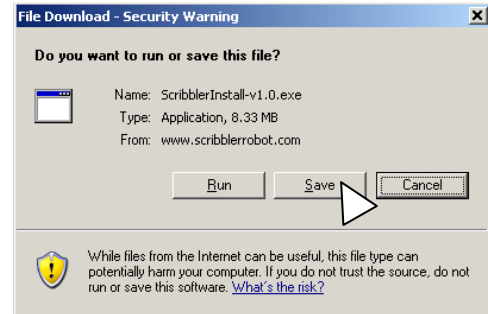 File Download - Security Warning
Do you want to run or save this file?
Name: ScribblerInstall-v1.0.exe
Type: Application, 8.33 MB
From: www.scribblerrobot.com
Run Save Cancel
While files from the Internet can be useful, this file type can
potentially harm your computer. If you do not trust the source, do not
run or save this software. What's the risk?